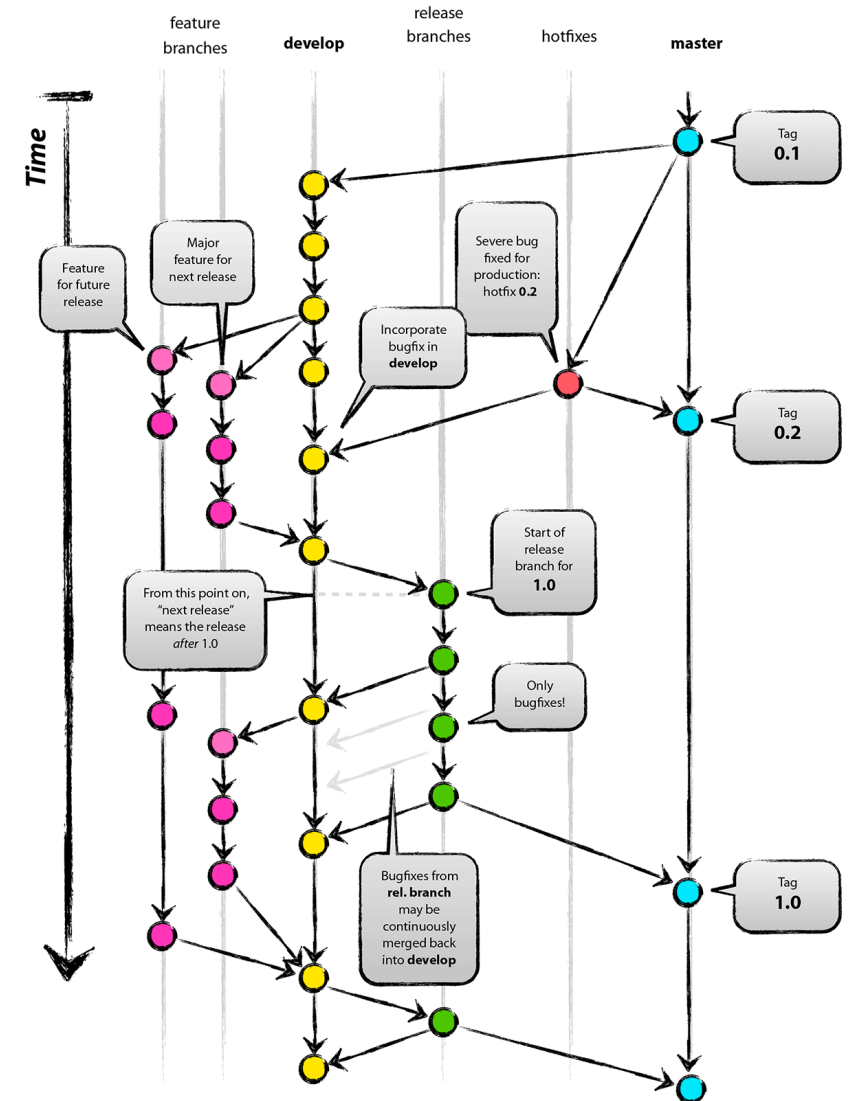 feature
branches
develop
release
branches
hotfixes
master
Time
Tag
0.1
Major
feature for
next release
Severe bug
fixed for
production:
hotfix 0.2
Feature
for future
release
Incorporate
bugfix in
develop
Tag
0.2
Start of
release
branch for
1.0
From this point on,
“next release”
means the release
after 1.0
Only
bugfixes!
Bugfixes from
rel. branch
may be
continuously
merged back
into develop
Tag
1.0